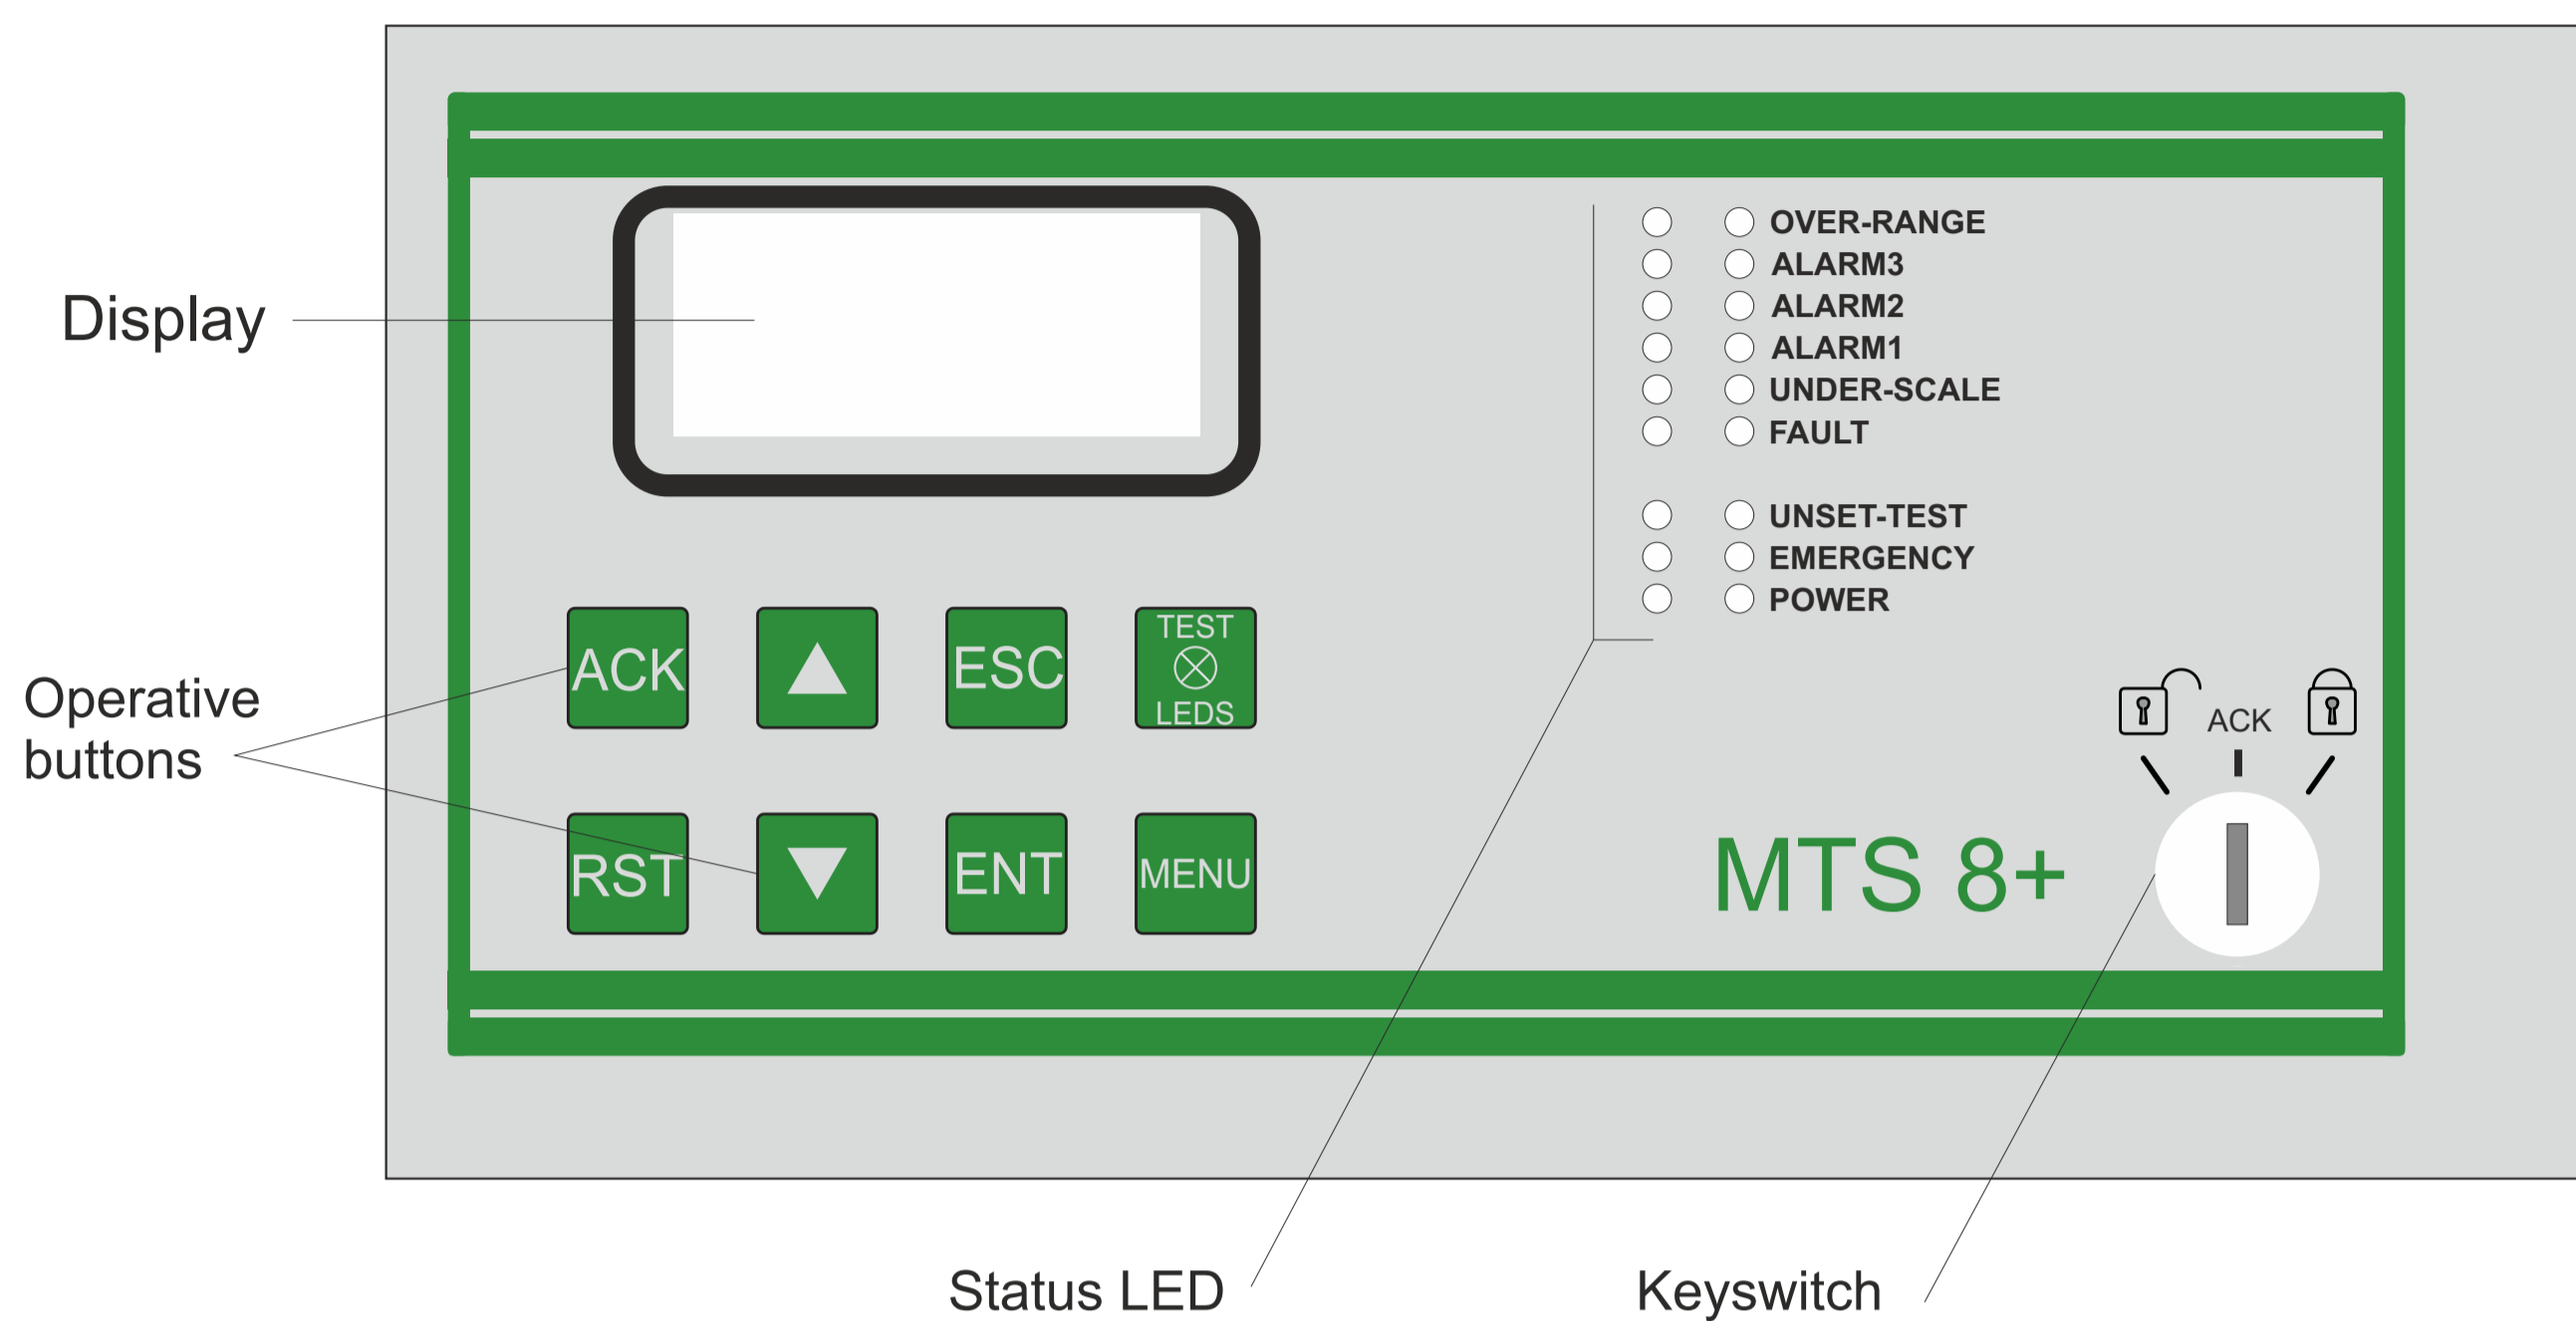 Display
OVER-RANGE
ALARM3
ALARM2
ALARM1
UNDER-SCALE
FAULT
UNSET-TEST
EMERGENCY
POWER
Operative
buttons
ACK
ESC
TEST
LEDS
RST
ENT
MENU
ACK
MTS 8+
Status LED
Keyswitch